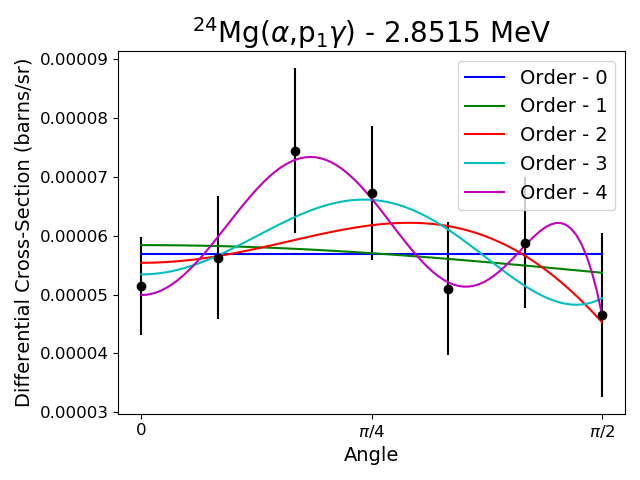 ²⁴Mg(α,p₁γ) - 2.8515 MeV
Differential Cross-Section (barns/sr)
0.00009
0.00008
0.00007
0.00006
0.00005
0.00004
0.00003
Order - 0
Order - 1
Order - 2
Order - 3
Order - 4
0
π/4
π/2
Angle